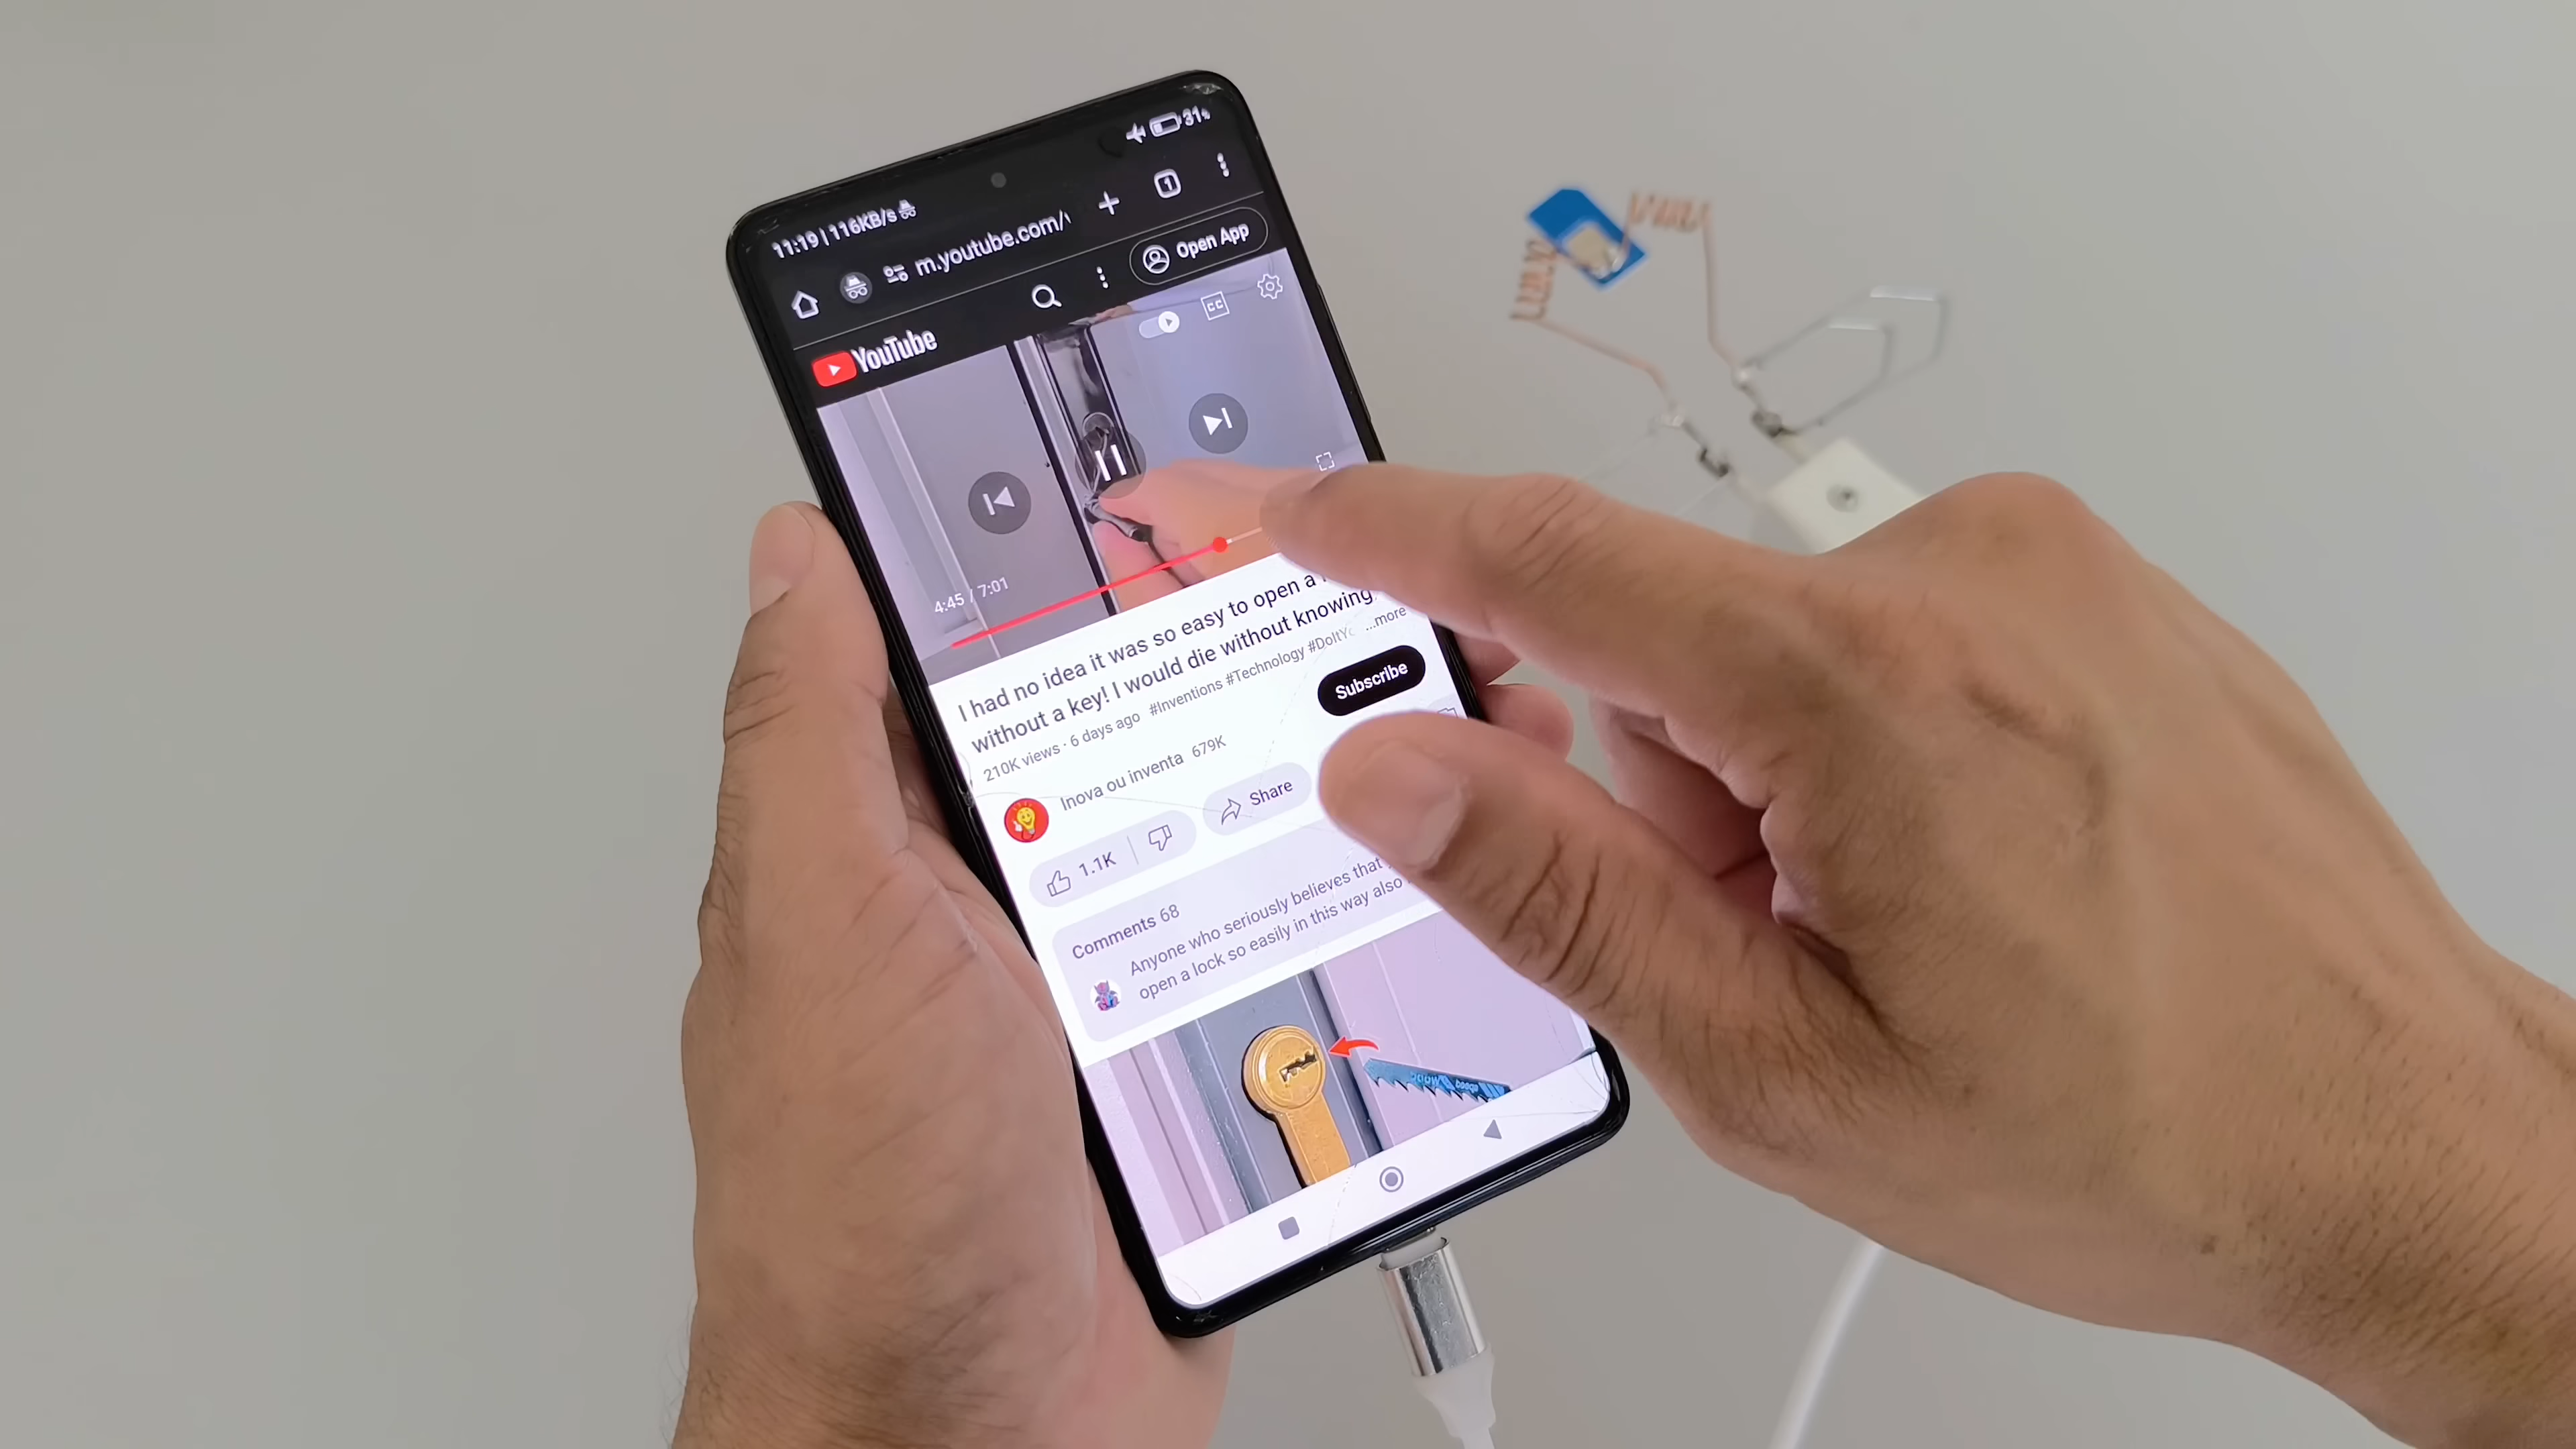 11:19 | 116KB/s
31%
m.youtube.com/
1
YouTube
Open App
CC
4:45 / 7:01
I had no idea it was so easy to open a
without a key! I would die without knowing
210K views · 6 days ago #Inventions #Technology #DoItYo ...more
Inova ou inventa 679K
Subscribe
1.1K
Share
Comments 68
Anyone who seriously believes that
open a lock so easily in this way also